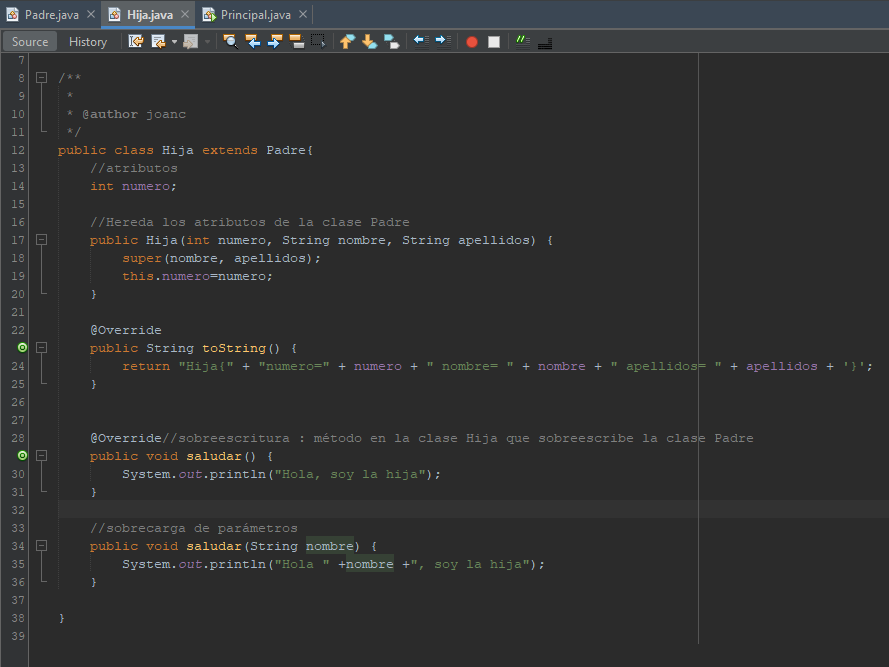 Padre.java × Hija.java × Principal.java ×
Source History
7
8 /**
9 *
10 * @author joanc
11 */
12 public class Hija extends Padre{
13 //atributos
14 int numero;
15
16 //Hereda los atributos de la clase Padre
17 public Hija(int numero, String nombre, String apellidos) {
18 super(nombre, apellidos);
19 this.numero=numero;
20 }
21
22 @Override
public String toString() {
24 return "Hija{" + "numero=" + numero + " nombre= " + nombre + " apellidos= " + apellidos + '}';
25 }
26
27
28 @Override//sobreescritura : método en la clase Hija que sobreescribe la clase Padre
public void saludar() {
30 System.out.println("Hola, soy la hija");
31 }
32
33 //sobrecarga de parámetros
34 public void saludar(String nombre) {
35 System.out.println("Hola " +nombre +", soy la hija");
36 }
37
38 }
39